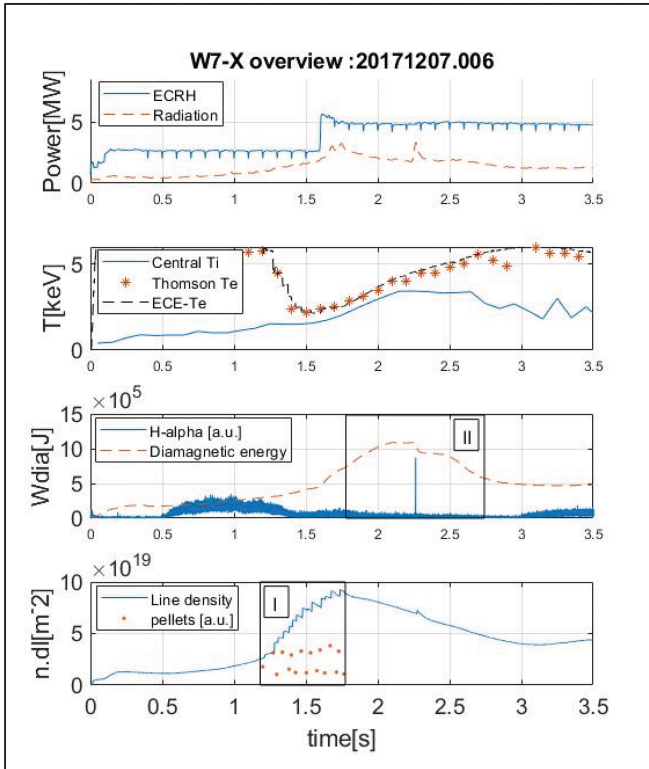 W7-X overview :20171207.006
Power[MW]
5
0
ECRH
Radiation
0 0.5 1 1.5 2 2.5 3 3.5
T[keV]
5
0
Central Ti
Thomson Te
ECE-Te
0 0.5 1 1.5 2 2.5 3 3.5
×10^5
Wdia[J]
15
10
5
0
H-alpha [a.u.]
Diamagnetic energy
II
0 0.5 1 1.5 2 2.5 3 3.5
×10^19
n.dl[m^-2]
10
5
0
Line density
pellets [a.u.]
I
0 0.5 1 1.5 2 2.5 3 3.5
time[s]